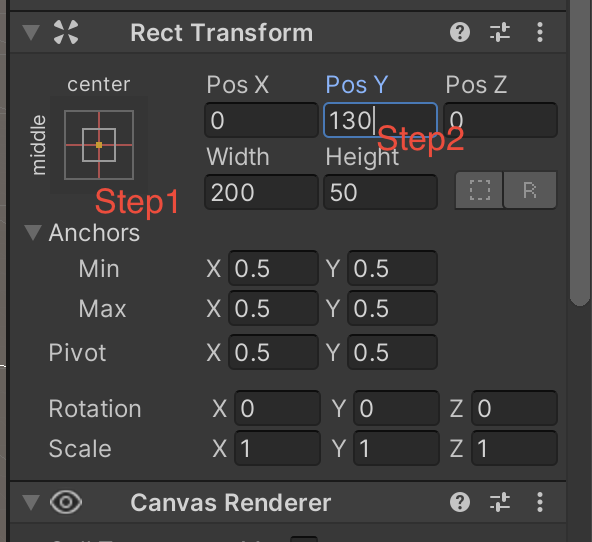 Rect Transform
center
Pos X Pos Y Pos Z
middle
0 130 0
Step2
Width Height
Step1
200 50
R
Anchors
Min X 0.5 Y 0.5
Max X 0.5 Y 0.5
Pivot X 0.5 Y 0.5
Rotation X 0 Y 0 Z 0
Scale X 1 Y 1 Z 1
Canvas Renderer